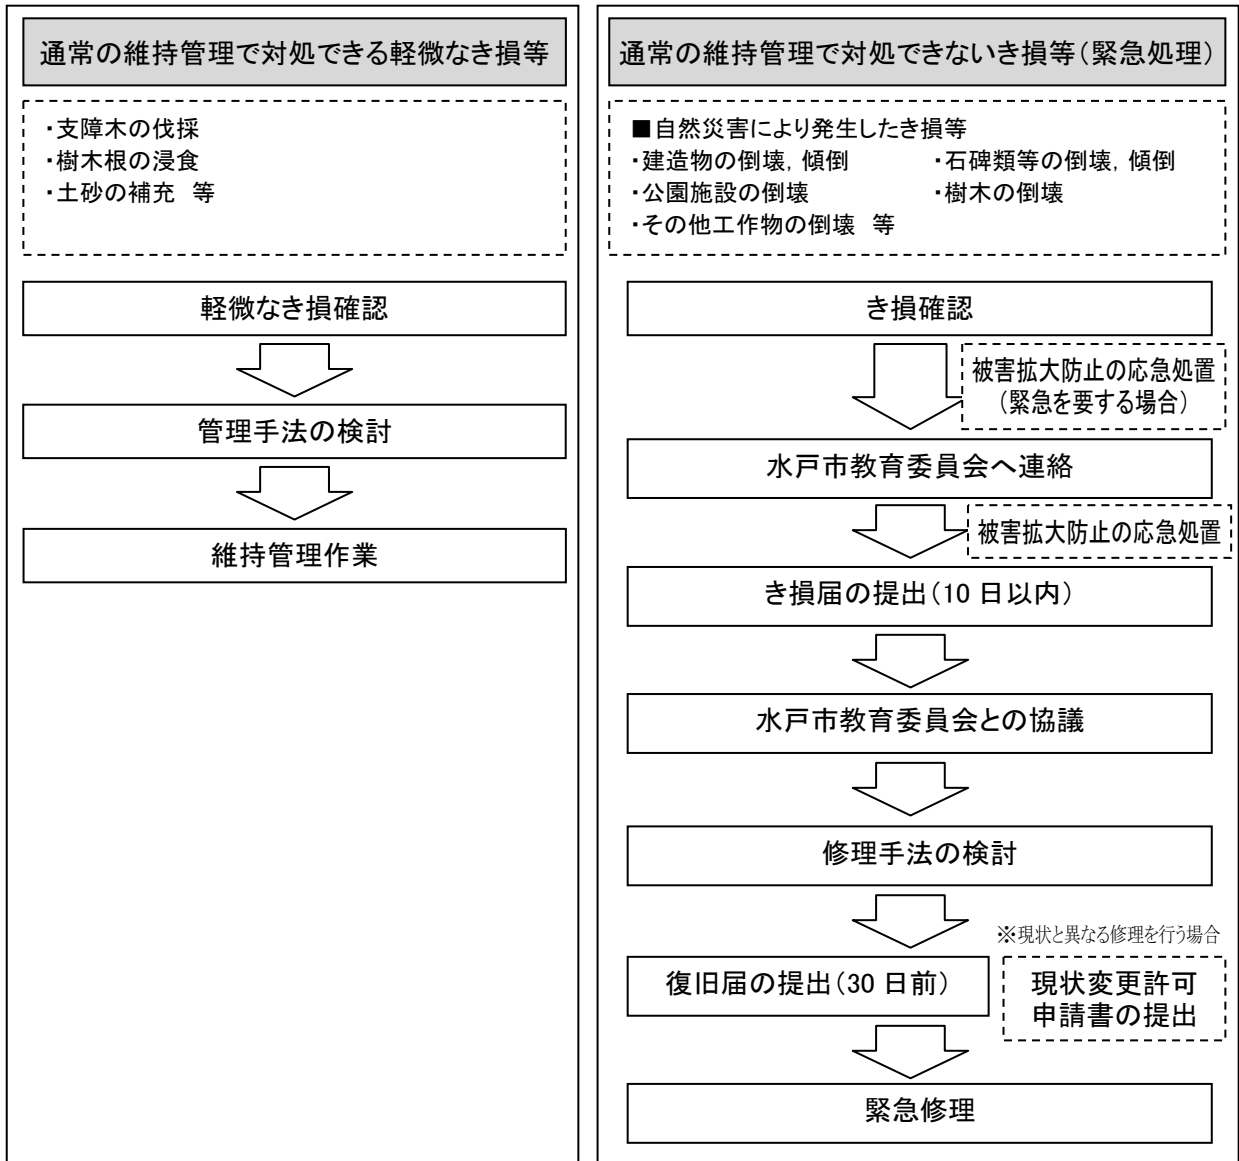 通常の維持管理で対処できる軽微なき損等
・支障木の伐採
・樹木根の浸食
・土砂の補充 等
軽微なき損確認
管理手法の検討
維持管理作業
通常の維持管理で対処できないき損等(緊急処理)
■自然災害により発生したき損等
・建造物の倒壊, 傾倒 ・石碑類等の倒壊, 傾倒
・公園施設の倒壊 ・樹木の倒壊
・その他工作物の倒壊 等
き損確認
被害拡大防止の応急処置
(緊急を要する場合)
水戸市教育委員会へ連絡
被害拡大防止の応急処置
き損届の提出(10 日以内)
水戸市教育委員会との協議
修理手法の検討
※現状と異なる修理を行う場合
復旧届の提出(30 日前)
現状変更許可
申請書の提出
緊急修理